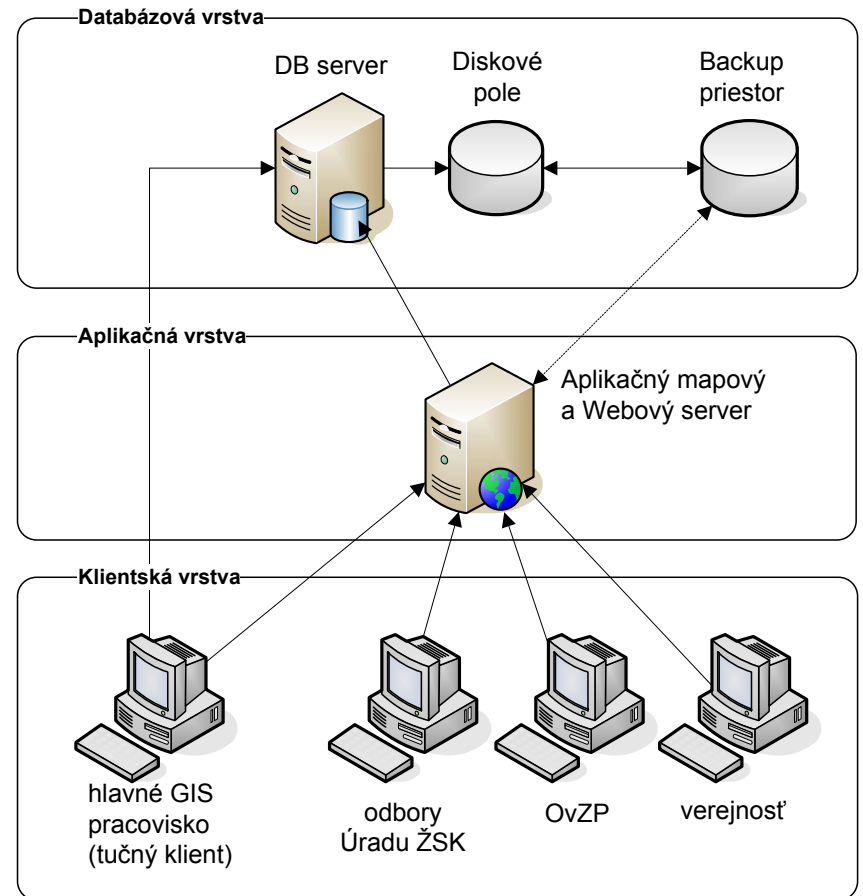 Databázová vrstva
DB server
Diskové
pole
Backup
priestor
Aplikačná vrstva
Aplikačný mapový
a Webový server
Klientská vrstva
hlavné GIS
pracovisko
(tučný klient)
odbory
Úradu ŽSK
OvZP
verejnosť